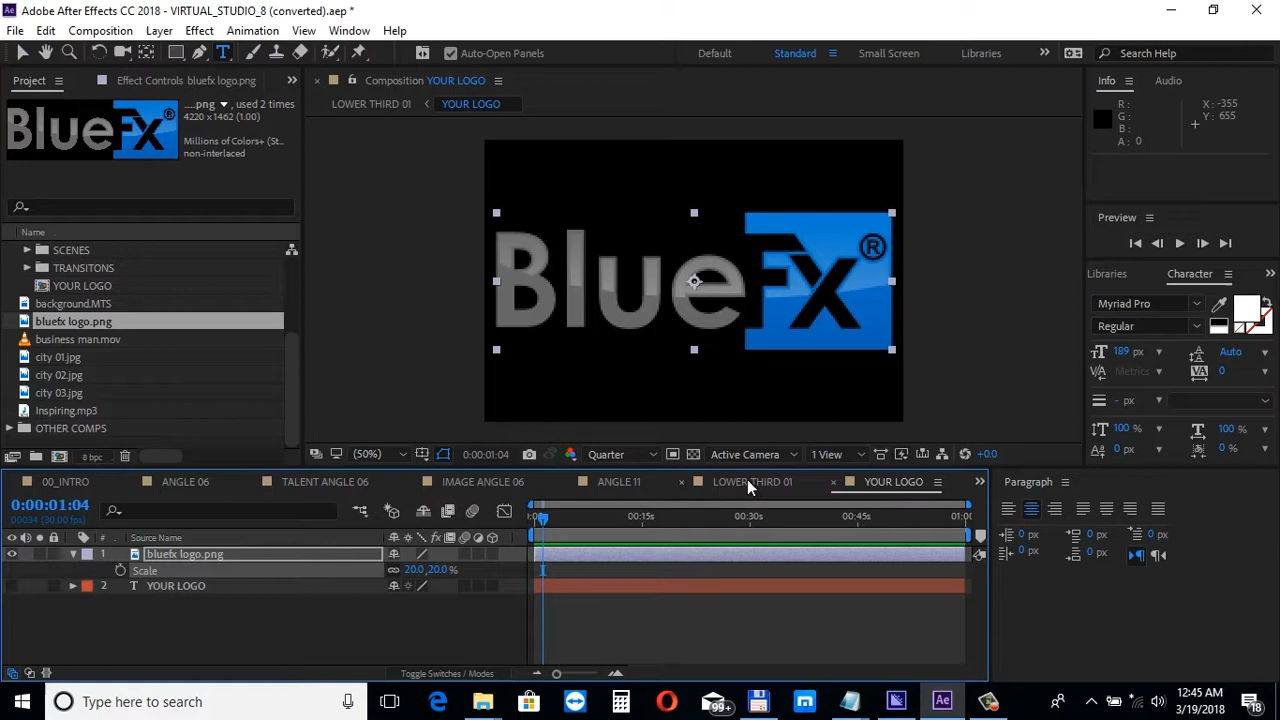 Adobe After Effects CC 2018 - VIRTUAL_STUDIO_8 (converted).aep *
File Edit Composition Layer Effect Animation View Window Help
Auto-Open Panels Default Standard Small Screen Libraries Search Help
Project Effect Controls bluefx logo.png
Composition YOUR LOGO
Info Audio
....png ▼, used 2 times
4220 x1462 (1.00)
Millions of Colors+ (St...
non-interlaced
BlueFx®
LOWER THIRD 01 YOUR LOGO
R :
G :
B :
A : 0
X : -355
Y : 655
Name
SCENES
TRANSITONS
YOUR LOGO
background.MTS
bluefx logo.png
business man.mov
city 01.jpg
city 02.jpg
city 03.jpg
Inspiring.mp3
OTHER COMPS
8 bpc
BlueFx®
Preview
Libraries Character
Myriad Pro
Regular
189 px Auto
Metrics 0
- px
100 % 100 %
0 px 0 %
(50%) 0:00:01:04 Quarter Active Camera 1 View +0.0
00_INTRO ANGLE 06 TALENT ANGLE 06 IMAGE ANGLE 06 ANGLE 11 LOWER THIRD 01 YOUR LOGO
0:00:01:04
00034 (30.00 fps)
00:15s 00:30s 00:45s 01:00
# Source Name
1 bluefx logo.png
Scale 20.0,20.0 %
2 T YOUR LOGO
Toggle Switches / Modes
Paragraph
0 px 0 px 0 px
0 px 0 px
Type here to search
99+
12:45 AM
3/19/2018
18